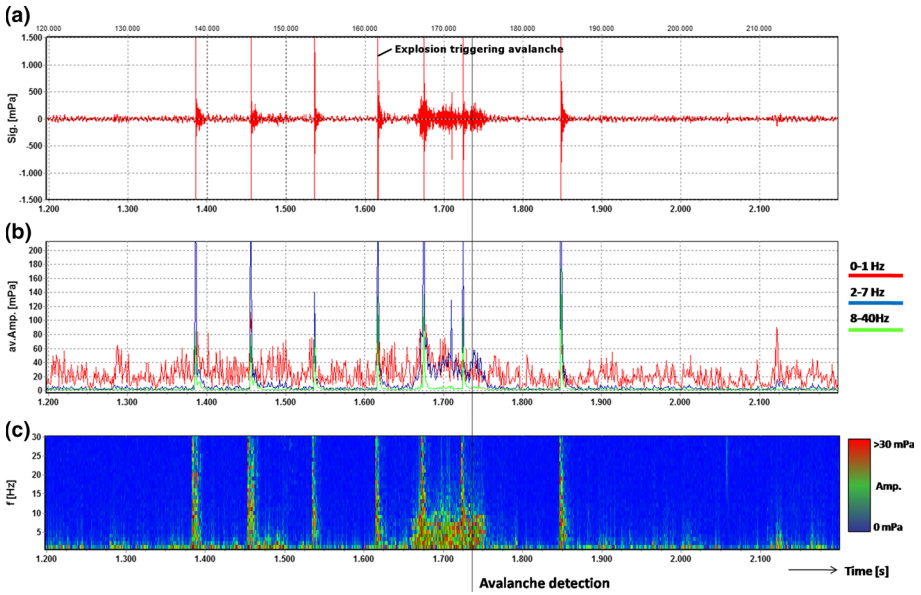 (a)
120.000 130.000 140.000 150.000 160.000 170.000 180.000 190.000 200.000 210.000
1.500
Explosion triggering avalanche
1.000
500
0
-500
-1.000
-1.500
Sig. [mPa]
1.200 1.300 1.400 1.500 1.600 1.700 1.800 1.900 2.000 2.100
(b)
200
180
160
140
120
100
80
60
40
20
0
av.Amp. [mPa]
1.200 1.300 1.400 1.500 1.600 1.700 1.800 1.900 2.000 2.100
0-1 Hz
2-7 Hz
8-40Hz
(c)
30
25
20
15
10
5
f [Hz]
1.200 1.300 1.400 1.500 1.600 1.700 1.800 1.900 2.000 2.100
>30 mPa
Amp.
0 mPa
Time [s]
Avalanche detection